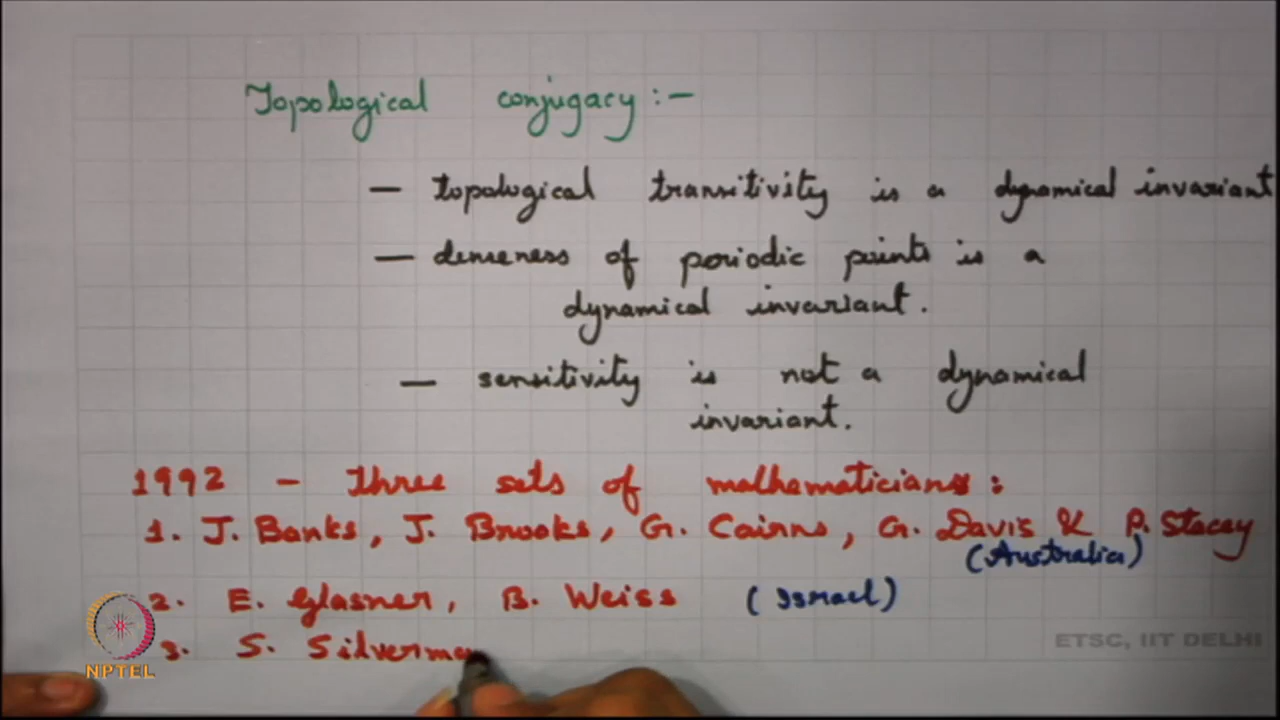 Topological conjugacy :-
— topological transitivity is a dynamical invariant
— denseness of periodic points is a
dynamical invariant.
— sensitivity is not a dynamical
invariant.
1992 - Three sets of mathematicians :
1. J. Banks, J. Brooks, G. Cairns, G. Davis & P. Stacey
(Australia)
2. E. Glasner, B. Weiss (Israel)
3. S. Silverman
NPTEL
ETSC, IIT DELHI